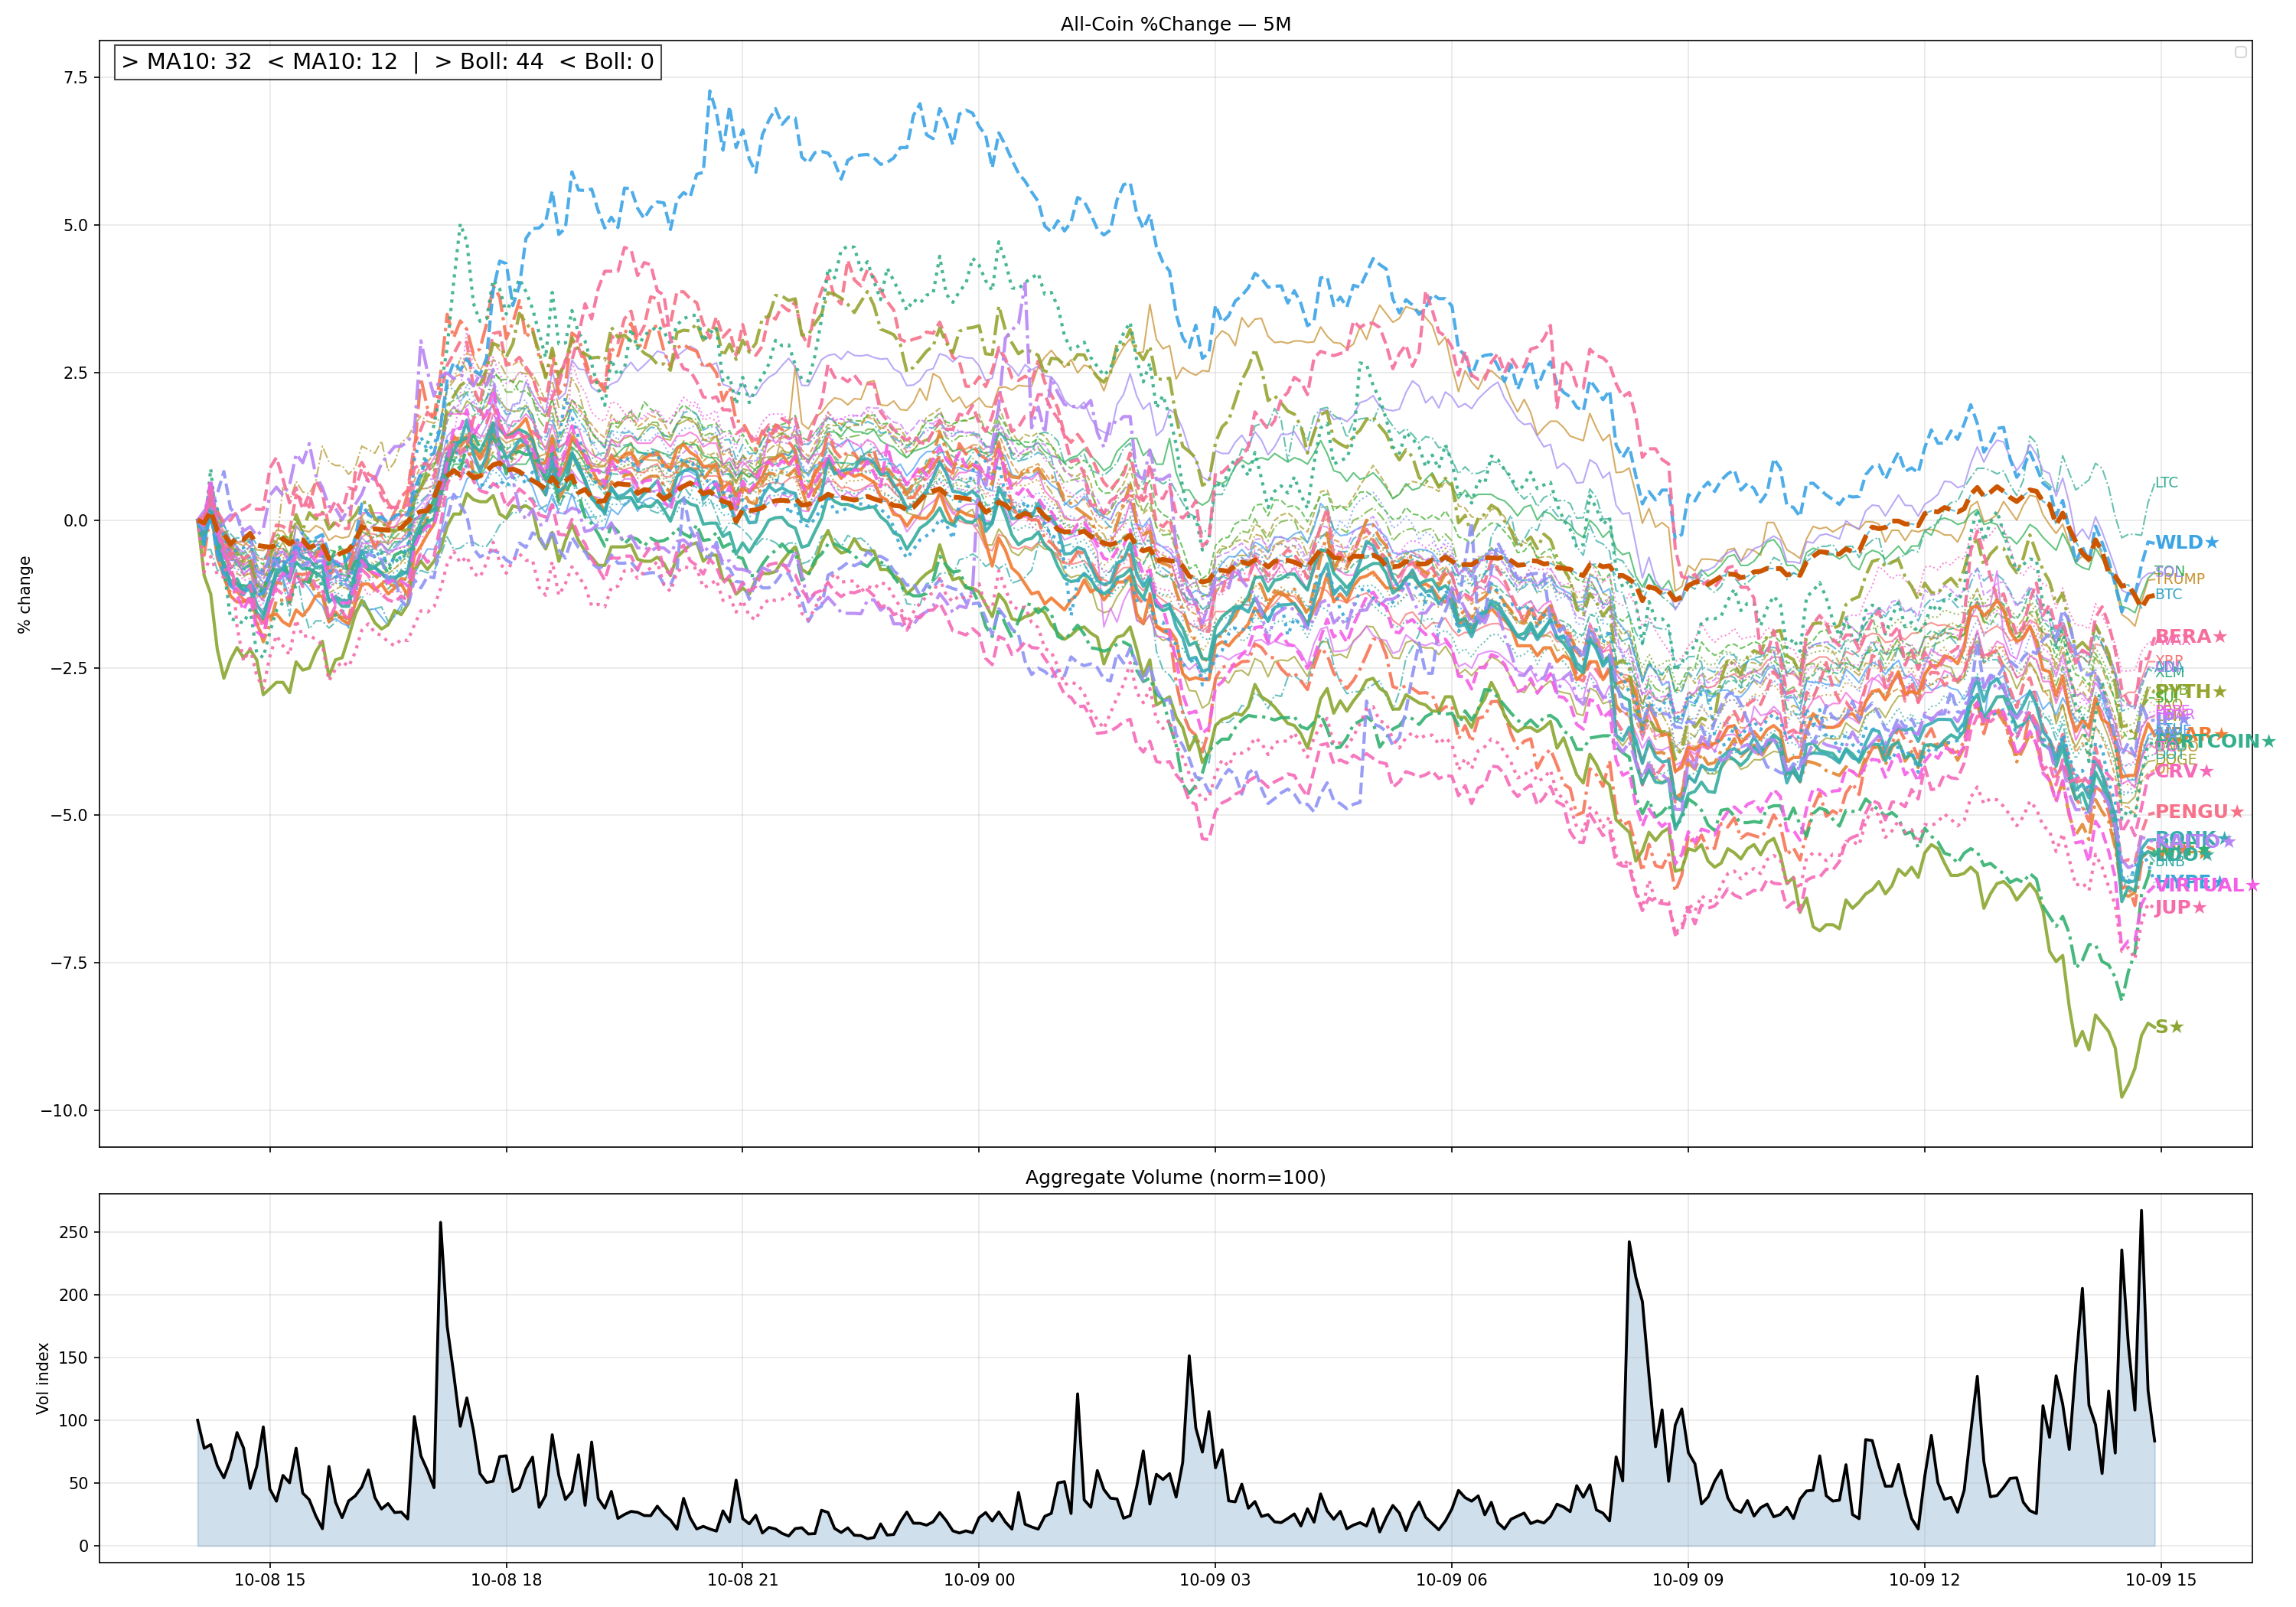 All-Coin %Change — 5M
> MA10: 32  < MA10: 12  |  > Boll: 44  < Boll: 0
% change
7.5
5.0
2.5
0.0
−2.5
−5.0
−7.5
−10.0
LTC
WLD★
TON
TRUMP
BTC
BERA★
XRP
XLM
PYTH★
CRV★
PENGU★
BONK★
LDO★
BNB
HYPE★
VIRTUAL★
JUP★
S★
Aggregate Volume (norm=100)
Vol index
250
200
150
100
50
0
10-08 15
10-08 18
10-08 21
10-09 00
10-09 03
10-09 06
10-09 09
10-09 12
10-09 15